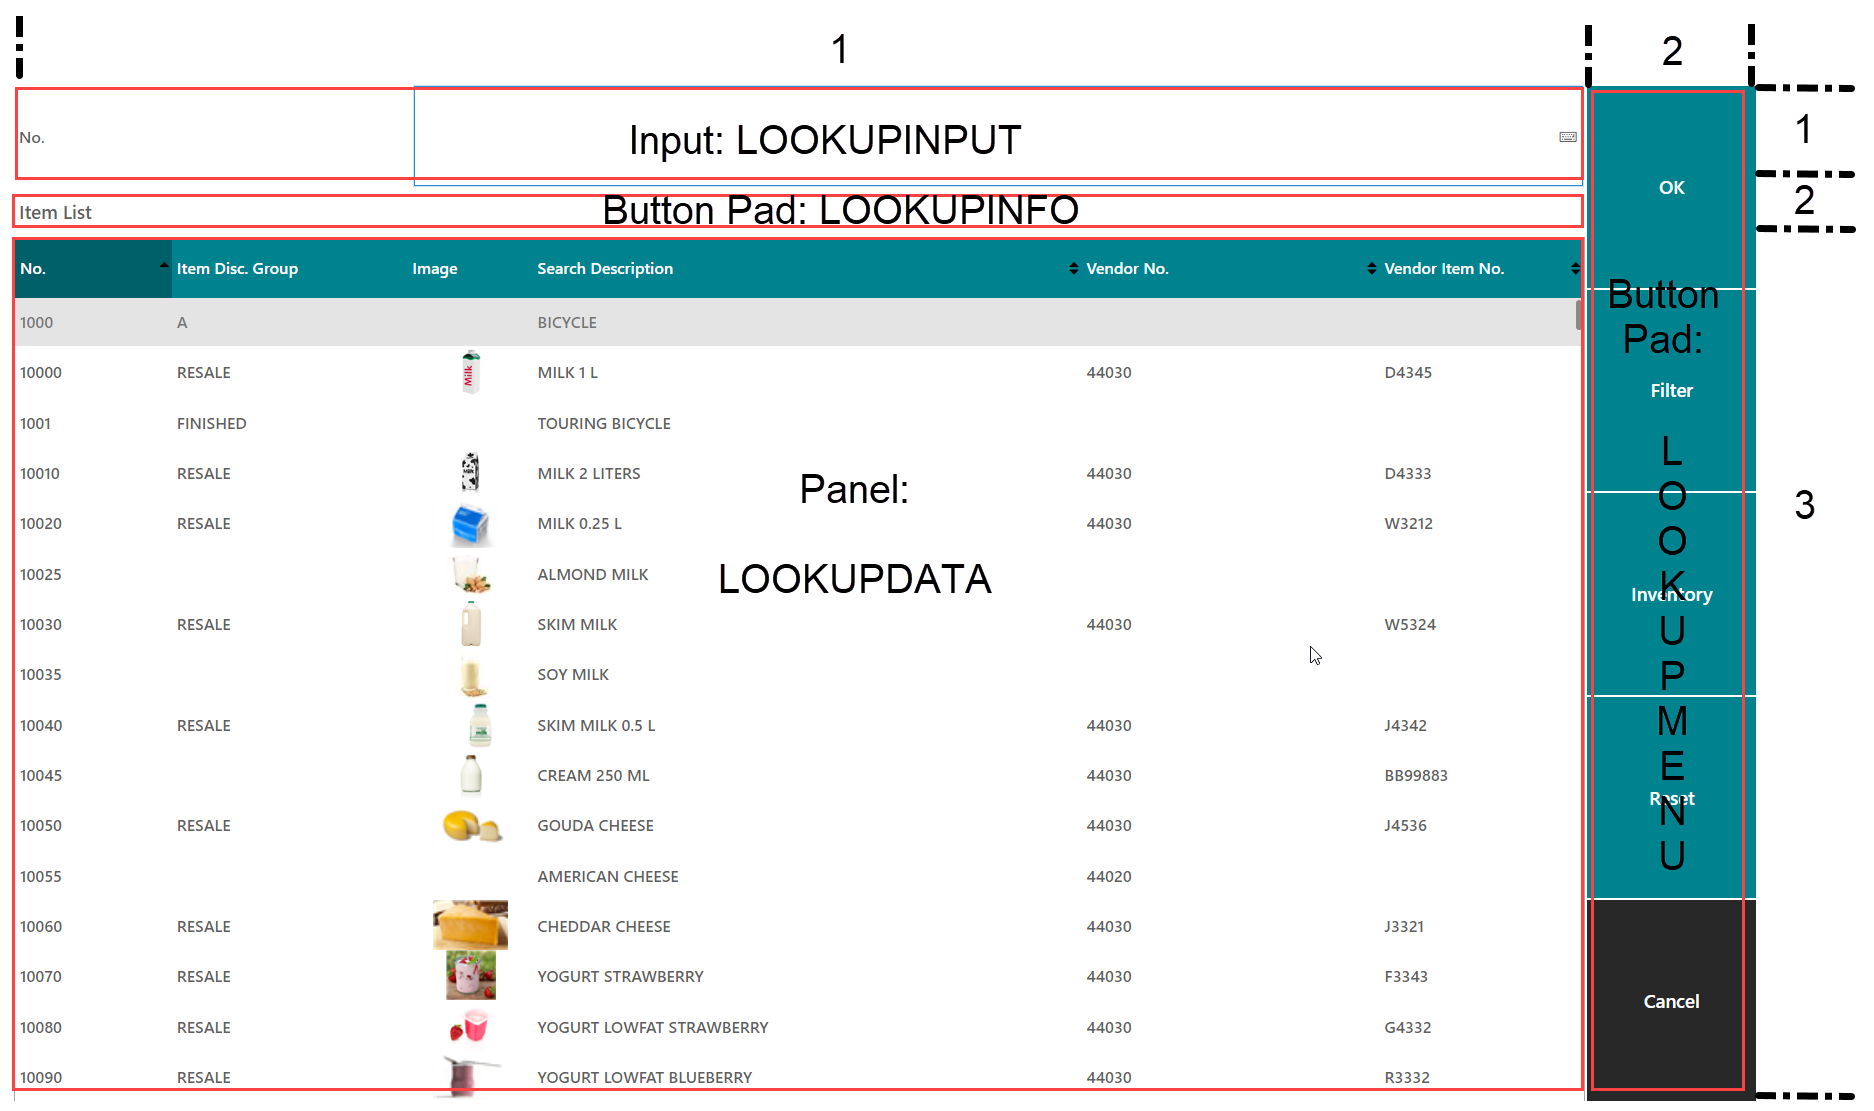 1
2
No.
Input: LOOKUPINPUT
1
OK
Item List
Button Pad: LOOKUPINFO
2
No. Item Disc. Group Image Search Description Vendor No. Vendor Item No.
1000 A BICYCLE
10000 RESALE Milk MILK 1 L 44030 D4345
1001 FINISHED TOURING BICYCLE
10010 RESALE MILK 2 LITERS 44030 D4333
10020 RESALE MILK 0.25 L 44030 W3212
10025 ALMOND MILK
10030 RESALE SKIM MILK 44030 W5324
10035 SOY MILK
10040 RESALE SKIM MILK 0.5 L 44030 J4342
10045 CREAM 250 ML 44030 BB99883
10050 RESALE GOUDA CHEESE 44030 J4536
10055 AMERICAN CHEESE 44020
10060 RESALE CHEDDAR CHEESE 44030 J3321
10070 RESALE YOGURT STRAWBERRY 44030 F3343
10080 RESALE YOGURT LOWFAT STRAWBERRY 44030 G4332
10090 RESALE YOGURT LOWFAT BLUEBERRY 44030 R3332
Panel:
LOOKUPDATA
Button
Pad:
Filter
L
O
O
K
U
P
M
E
N
U
Inventory
Reset
Cancel
3